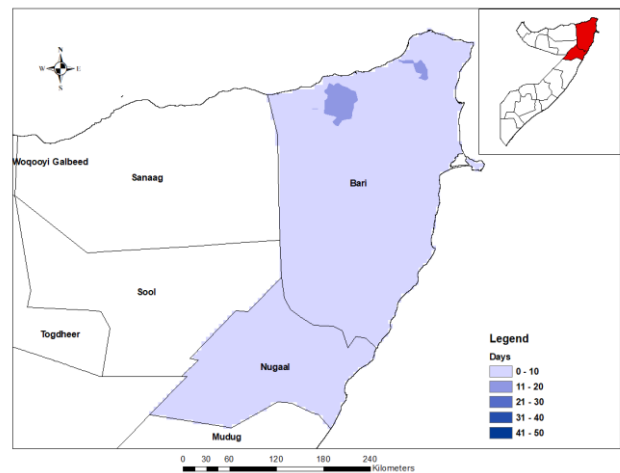 N
W E
S
Woqooyi Galbeed
Sanaag
Bari
Sool
Togdheer
Nugaal
Mudug
Legend
Days
0 - 10
11 - 20
21 - 30
31 - 40
41 - 50
0 30 60 120 180 240
Kilometers